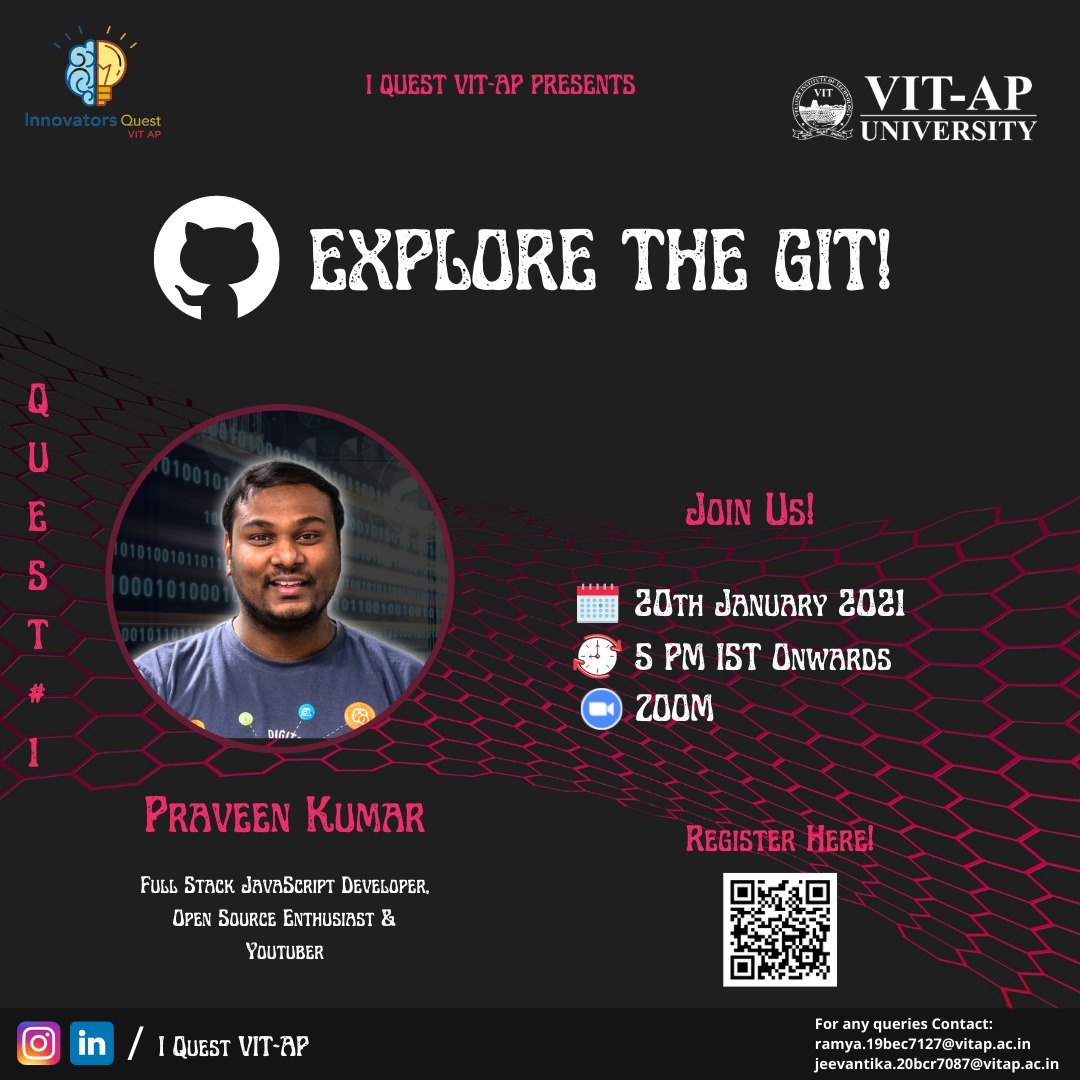 Innovators Quest
VIT AP
I QUEST VIT-AP PRESENTS
VIT
VIT-AP
UNIVERSITY
EXPLORE THE GIT!
QUEST#1
Join Us!
20th January 2021
5 PM IST Onwards
ZOOM
Praveen Kumar
Full Stack JavaScript Developer,
Open Source Enthusiast &
Youtuber
Register Here!
I Quest VIT-AP
For any queries Contact:
ramya.19bec7127@vitap.ac.in
jeevantika.20bcr7087@vitap.ac.in